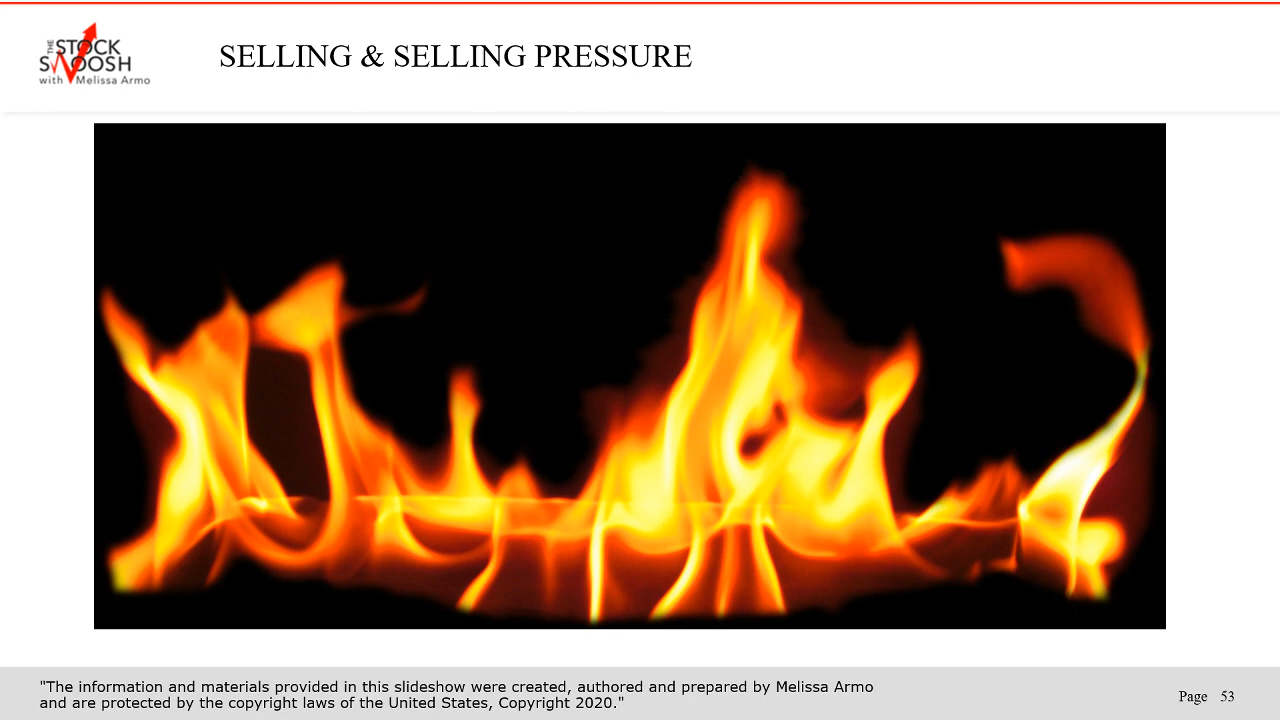 THE
STOCK
SWOOSH
with Melissa Armo
SELLING & SELLING PRESSURE
"The information and materials provided in this slideshow were created, authored and prepared by Melissa Armo
and are protected by the copyright laws of the United States, Copyright 2020."
Page 53